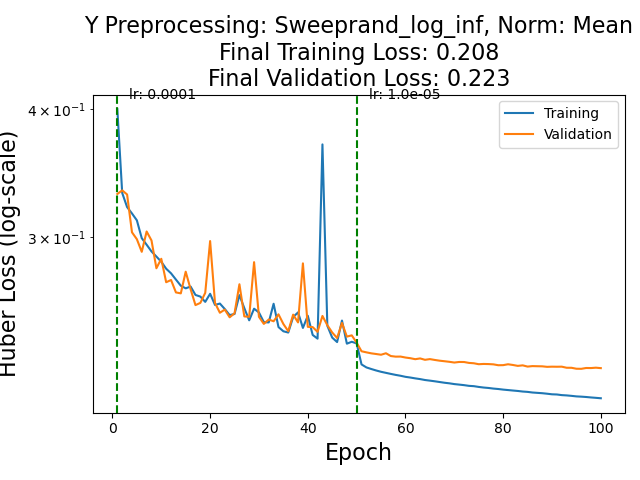 Y Preprocessing: Sweeprand_log_inf, Norm: Mean
Final Training Loss: 0.208
Final Validation Loss: 0.223
lr: 0.0001
lr: 1.0e-05
Training
Validation
4 × 10⁻¹
3 × 10⁻¹
Huber Loss (log-scale)
0
20
40
60
80
100
Epoch